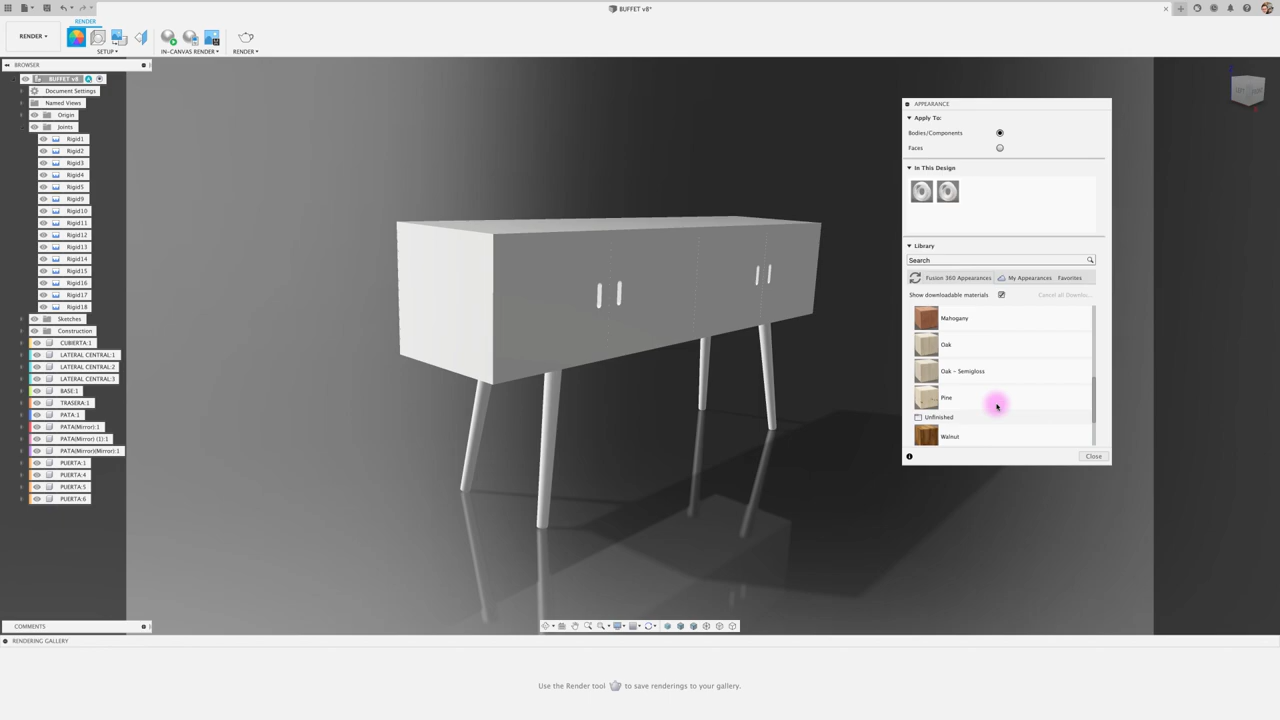 BUFFET v8*
RENDER
RENDER
SETUP
IN-CANVAS RENDER
RENDER
BROWSER
BUFFET v8
Document Settings
Named Views
Origin
Joints
Rigid1
Rigid2
Rigid3
Rigid4
Rigid5
Rigid9
Rigid10
Rigid11
Rigid12
Rigid13
Rigid14
Rigid15
Rigid16
Rigid17
Rigid18
Sketches
Construction
CUBIERTA:1
LATERAL CENTRAL:1
LATERAL CENTRAL:2
LATERAL CENTRAL:3
BASE:1
TRASERA:1
PATA:1
PATA(Mirror):1
PATA(Mirror) (1):1
PATA(Mirror)(Mirror):1
PUERTA:1
PUERTA:4
PUERTA:5
PUERTA:6
APPEARANCE
Apply To:
Bodies/Components
Faces
In This Design
Library
Search
Fusion 360 Appearances My Appearances Favorites
Show downloadable materials Cancel all Downlo...
Mahogany
Oak
Oak - Semigloss
Pine
Unfinished
Walnut
Close
COMMENTS
RENDERING GALLERY
Use the Render tool to save renderings to your gallery.